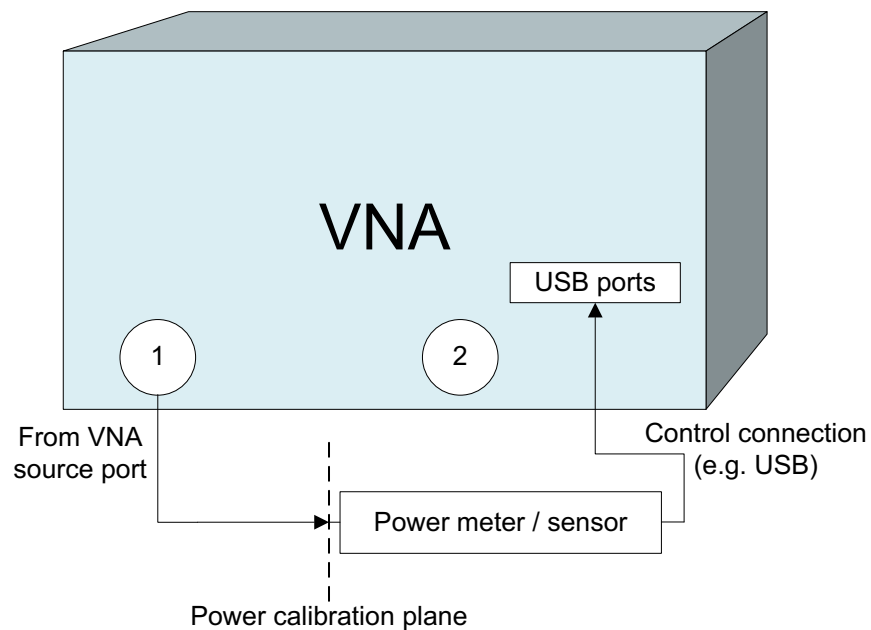 VNA
USB ports
1
2
From VNA
source port
Control connection
(e.g. USB)
Power meter / sensor
Power calibration plane